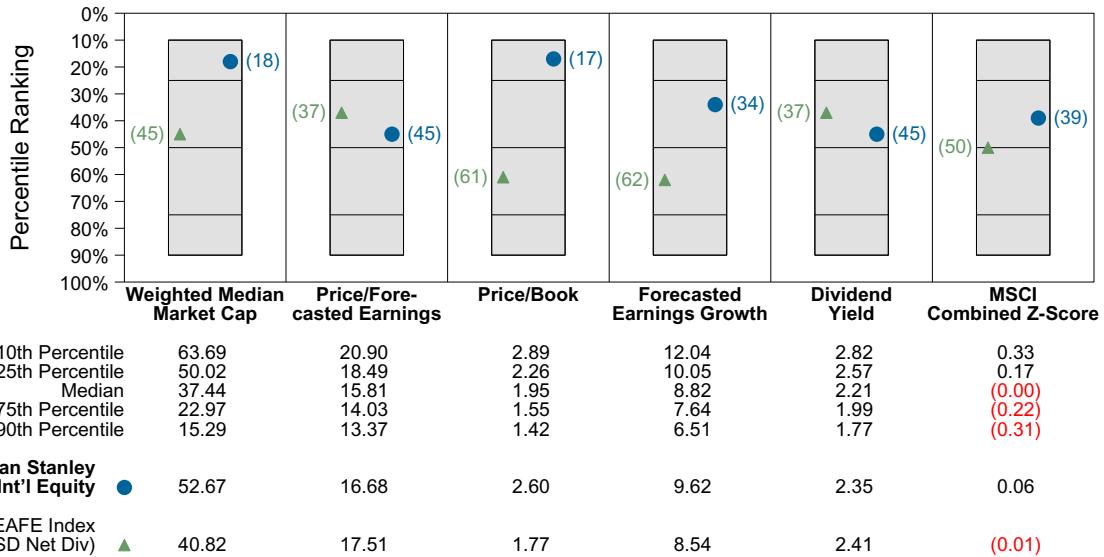 Percentile Ranking
0%
10%
20%
30%
40%
50%
60%
70%
80%
90%
100%
(45) (18)
(37) (45)
(61) (17)
(62) (34)
(37) (45)
(50) (39)
Weighted Median
Market Cap
Price/Fore-
casted Earnings
Price/Book
Forecasted
Earnings Growth
Dividend
Yield
MSCI
Combined Z-Score
10th Percentile 63.69 20.90 2.89 12.04 2.82 0.33
25th Percentile 50.02 18.49 2.26 10.05 2.57 0.17
Median 37.44 15.81 1.95 8.82 2.21 (0.00)
75th Percentile 22.97 14.03 1.55 7.64 1.99 (0.22)
90th Percentile 15.29 13.37 1.42 6.51 1.77 (0.31)
an Stanley
Int'l Equity 52.67 16.68 2.60 9.62 2.35 0.06
EAFE Index
SD Net Div) 40.82 17.51 1.77 8.54 2.41 (0.01)